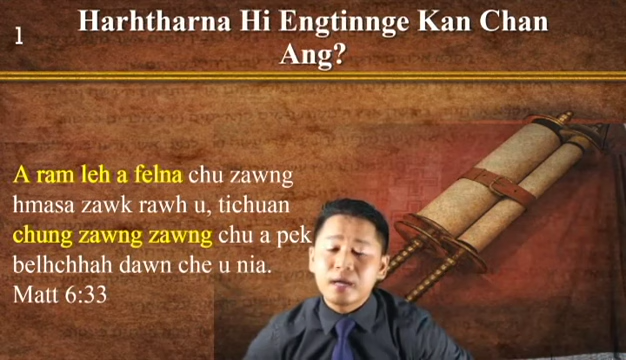 1
Harhtharna Hi Engtinnge Kan Chan
Ang?
A ram leh a felna chu zawng
hmasa zawk rawh u, tichuan
chung zawng zawng chu a pek
belhchhah dawn che u nia.
Matt 6:33